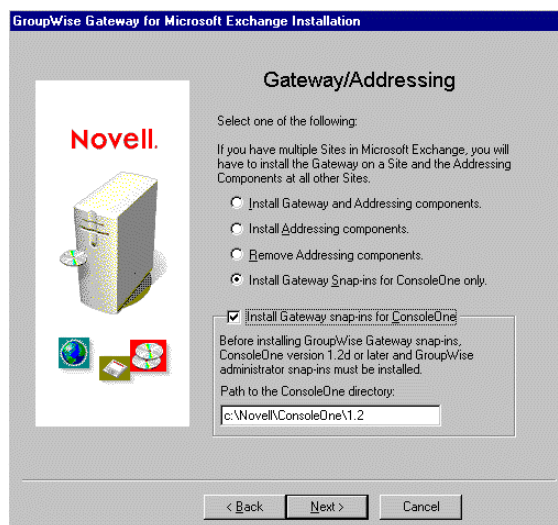 GroupWise Gateway for Microsoft Exchange Installation
Gateway/Addressing
Novell.
Select one of the following:
If you have multiple Sites in Microsoft Exchange, you will
have to install the Gateway on a Site and the Addressing
Components at all other Sites.
Install Gateway and Addressing components.
Install Addressing components.
Remove Addressing components.
Install Gateway Snap-ins for ConsoleOne only.
Install Gateway snap-ins for ConsoleOne
Before installing GroupWise Gateway snap-ins,
ConsoleOne version 1.2d or later and GroupWise
administrator snap-ins must be installed.
Path to the ConsoleOne directory:
c:\Novell\ConsoleOne\1.2
< Back
Next >
Cancel